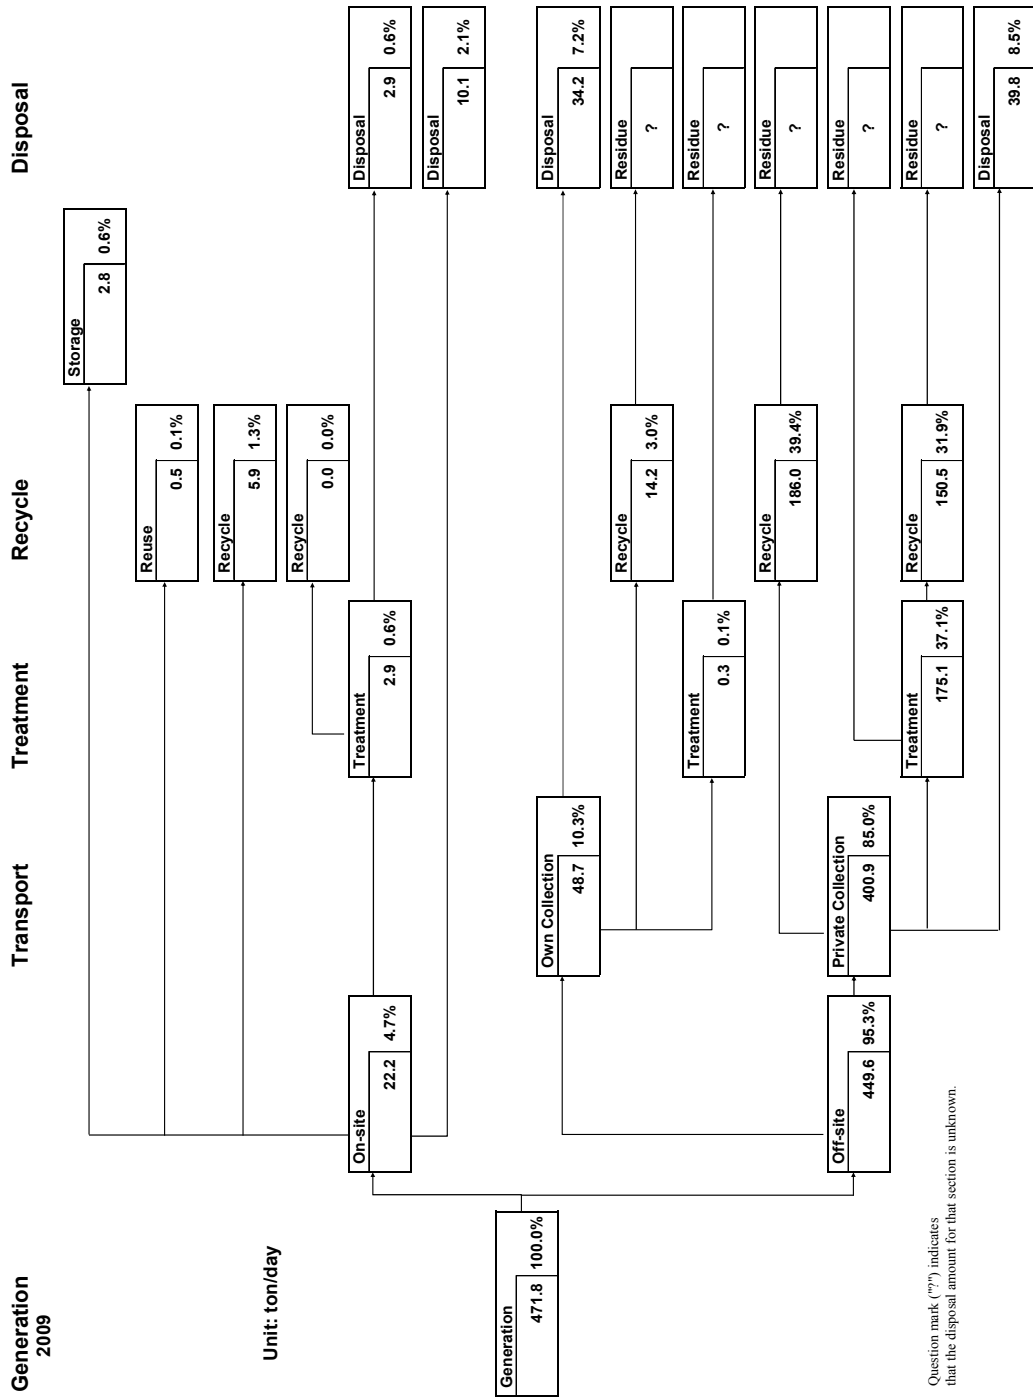 Generation
2009
Transport
Treatment
Recycle
Disposal
Unit: ton/day
Storage
2.8 0.6%
Reuse
0.5 0.1%
Recycle
5.9 1.3%
Recycle
0.0 0.0%
On-site
22.2 4.7%
Treatment
2.9 0.6%
Disposal
2.9 0.6%
Disposal
10.1 2.1%
Generation
471.8 100.0%
Own Collection
48.7 10.3%
Disposal
34.2 7.2%
Recycle
14.2 3.0%
Residue
?
Treatment
0.3 0.1%
Residue
?
Recycle
186.0 39.4%
Residue
?
Off-site
449.6 95.3%
Private Collection
400.9 85.0%
Residue
?
Treatment
175.1 37.1%
Recycle
150.5 31.9%
Residue
?
Disposal
39.8 8.5%
Question mark ("?") indicates
that the disposal amount for that section is unknown.